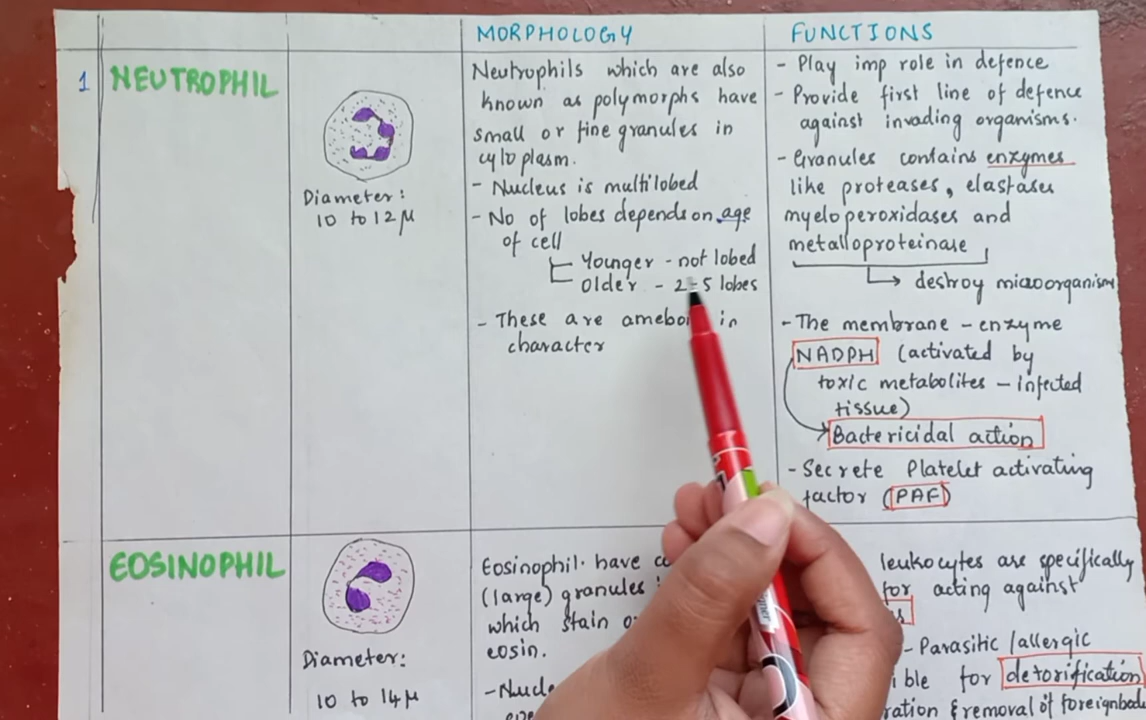 MORPHOLOGY
FUNCTIONS
1
NEUTROPHIL
Diameter:
10 to 12 µ
Neutrophils which are also
known as polymorphs have
small or fine granules in
cytoplasm.
- Nucleus is multilobed
- No of lobes depends on age
of cell
Younger - not lobed
Older - 2-5 lobes
- These are in
character
- Play imp role in defence
- Provide first line of defence
against invading organisms.
- Granules contains enzymes
like proteases, elastases
myeloperoxidases and
metalloproteinase
→ destroy microorganism
- The membrane - enzyme
NADPH (activated by
toxic metabolites - infected
tissue)
Bactericidal action
- Secrete Platelet activating
factor (PAF)
EOSINOPHIL
Diameter:
10 to 14 µ
Eosinophil. have
(large) granules
which stain
eosin.
leukocytes are specifically
for acting against
- Parasitic / allergic
for detoxification
& removal of foreign